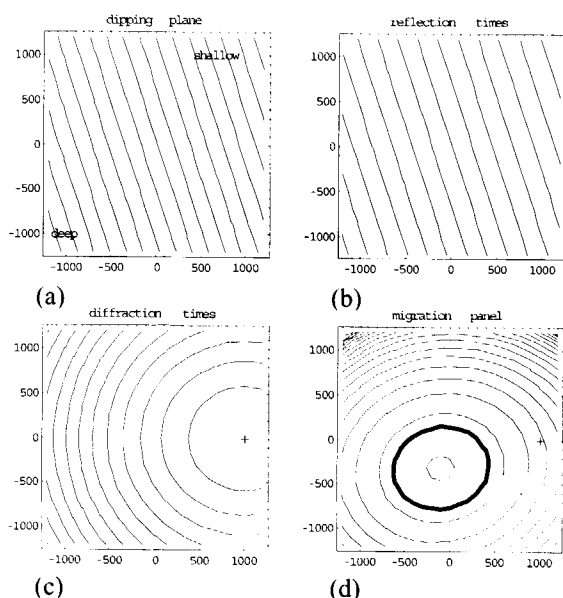 dipping plane
reflection times
1000
shallow
500
0
-500
-1000
deep
-1000 -500 0 500 1000
(a)
1000
500
0
-500
-1000
-1000 -500 0 500 1000
(b)
diffraction times
migration panel
1000
500
0
+
-500
-1000
-1000 -500 0 500 1000
(c)
1000
500
0
+
-500
-1000
-1000 -500 0 500 1000
(d)